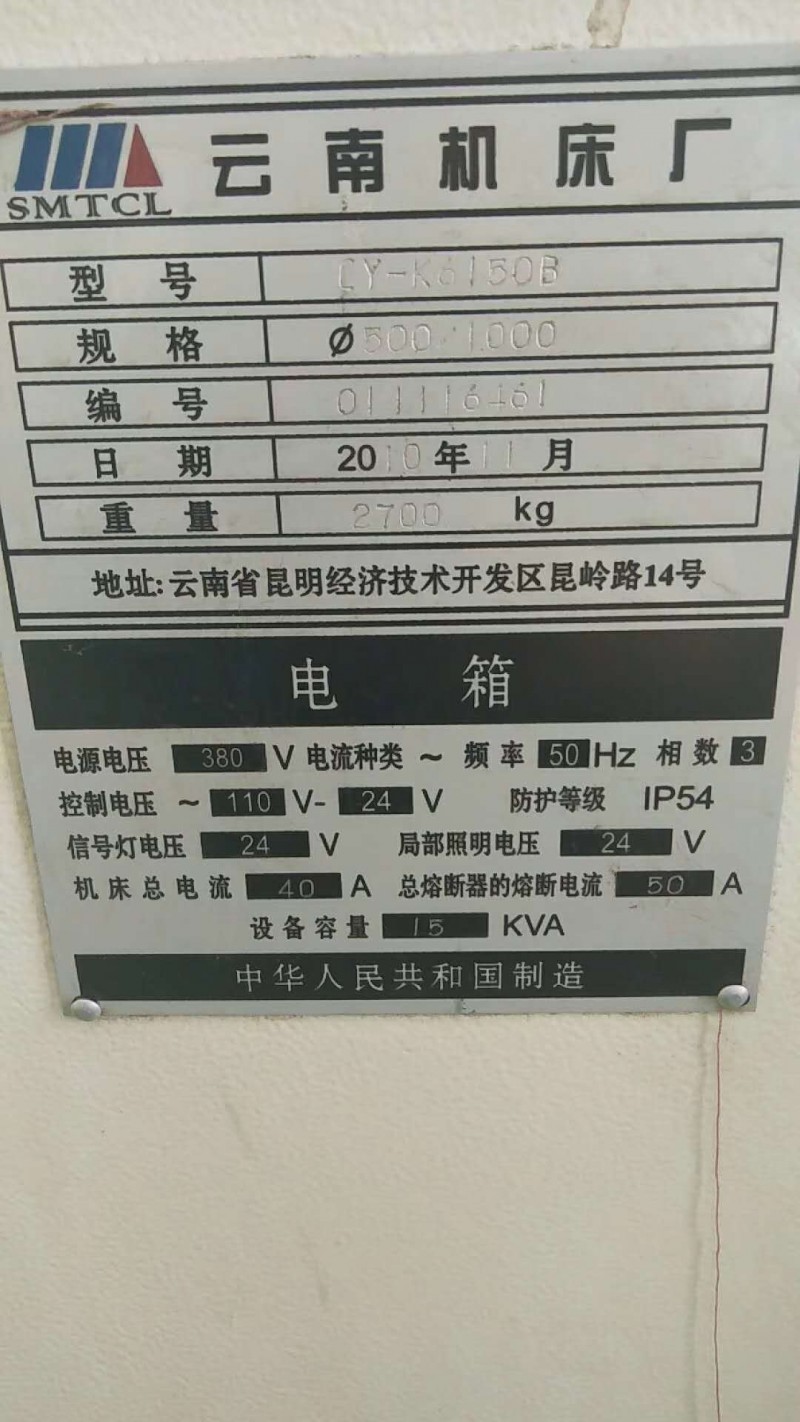 SMTCL 云南机床厂
型号 CY-K6150B
规格 Ø500/1000
编号 011116461
日期 2010年11月
重量 2700 kg
地址:云南省昆明经济技术开发区昆岭路14号
电箱
电源电压 380 V 电流种类 ~ 频率 50 Hz 相数 3
控制电压 ~ 110 V- 24 V 防护等级 IP54
信号灯电压 24 V 局部照明电压 24 V
机床总电流 40 A 总熔断器的熔断电流 50 A
设备容量 15 KVA
中华人民共和国制造